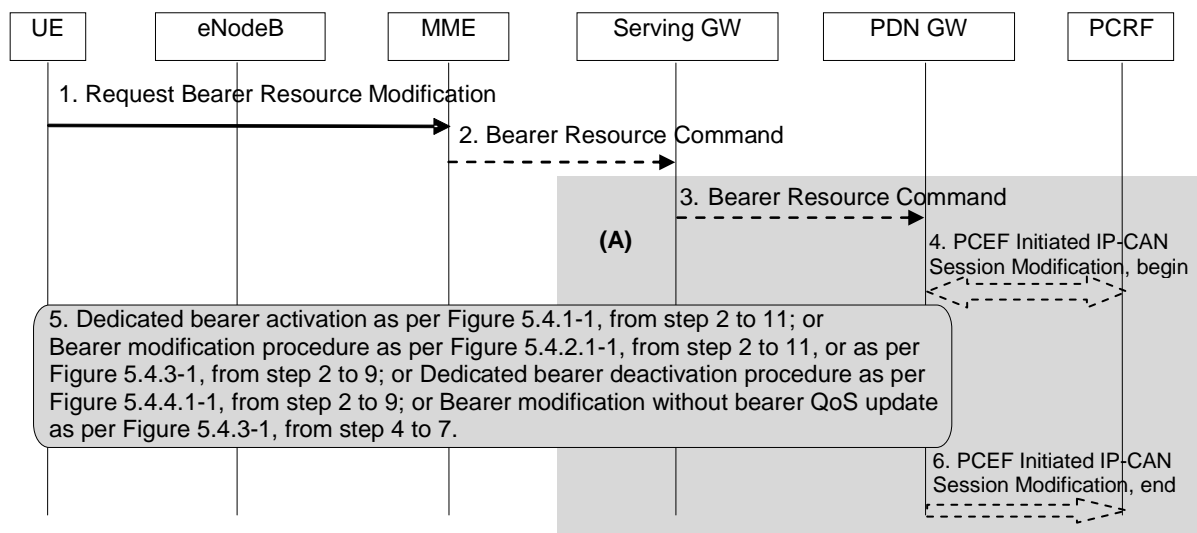 UE
eNodeB
MME
Serving GW
PDN GW
PCRF
1. Request Bearer Resource Modification
2. Bearer Resource Command
3. Bearer Resource Command
(A)
4. PCEF Initiated IP-CAN
Session Modification, begin
5. Dedicated bearer activation as per Figure 5.4.1-1, from step 2 to 11; or
Bearer modification procedure as per Figure 5.4.2.1-1, from step 2 to 11, or as per
Figure 5.4.3-1, from step 2 to 9; or Dedicated bearer deactivation procedure as per
Figure 5.4.4.1-1, from step 2 to 9; or Bearer modification without bearer QoS update
as per Figure 5.4.3-1, from step 4 to 7.
6. PCEF Initiated IP-CAN
Session Modification, end